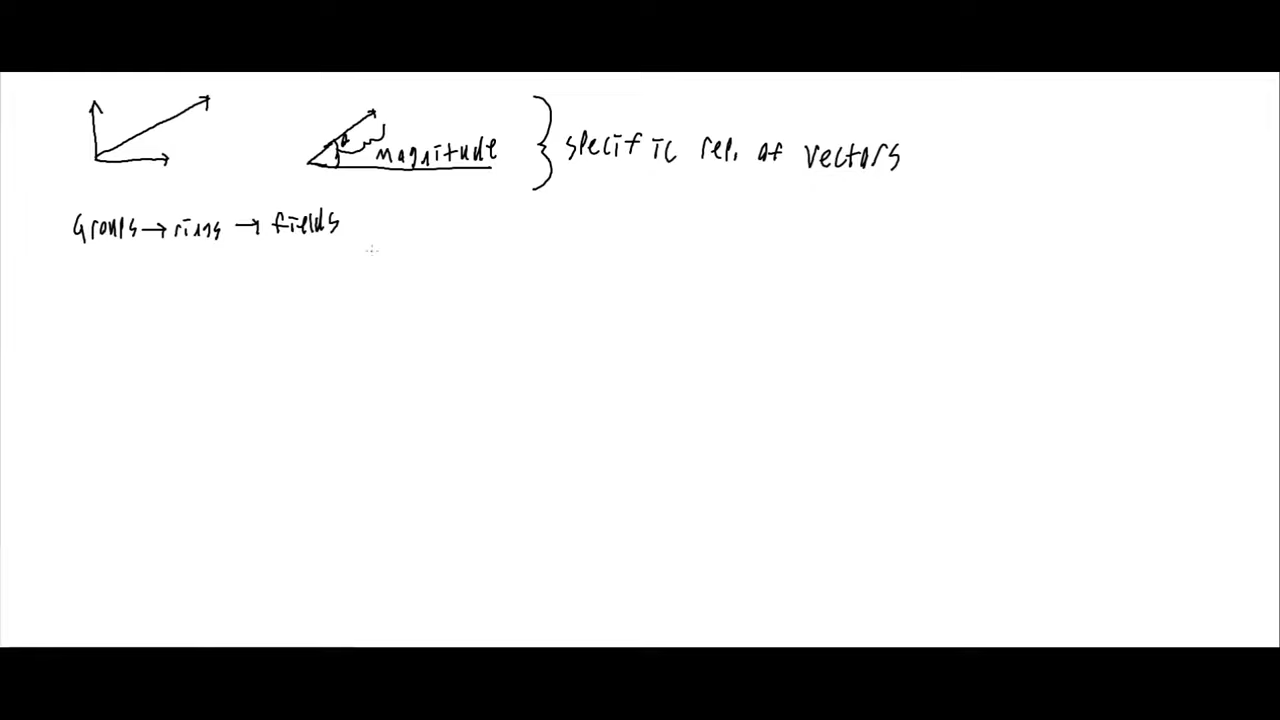 magnitude } specific rep. of vectors
Groups → rings → fields